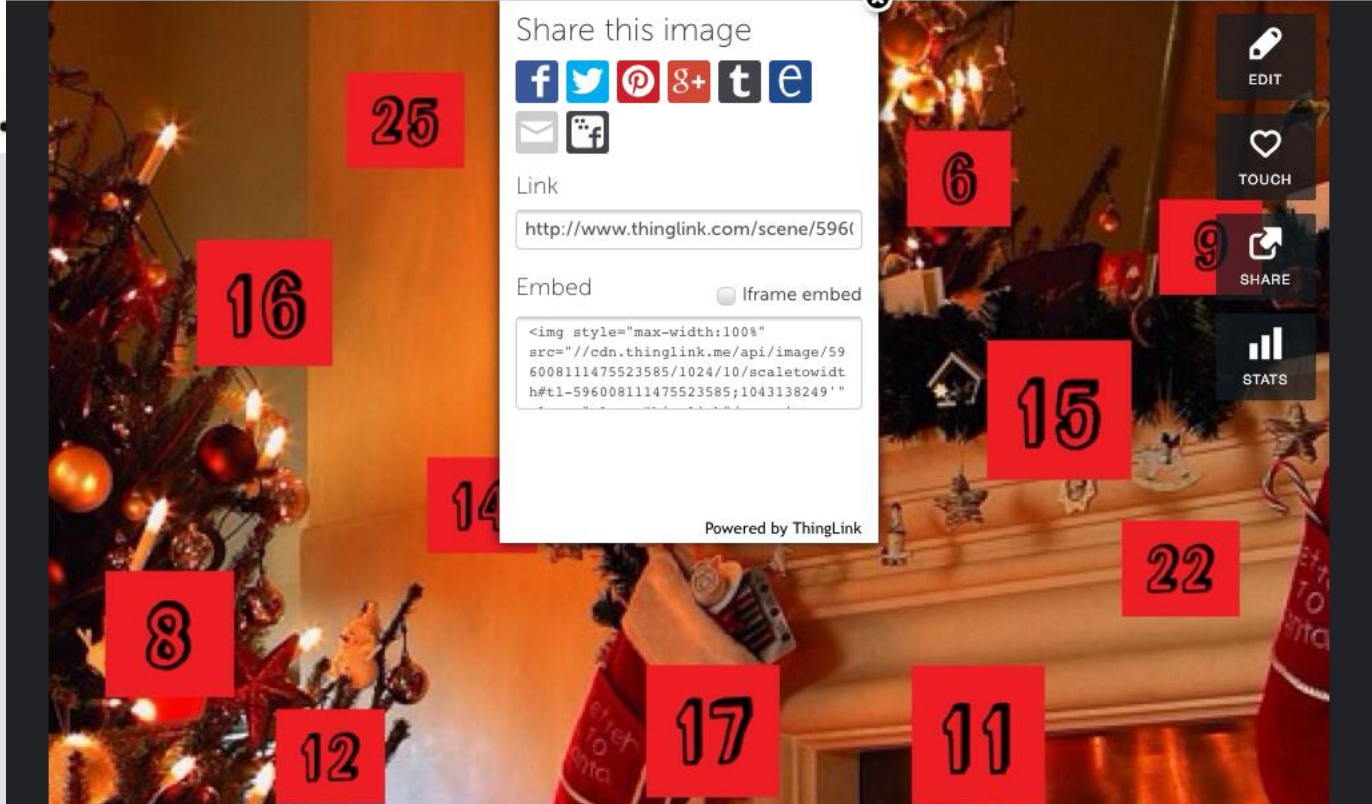 Share this image
f t g+ t e
f
Link
http://www.thinglink.com/scene/596(
Embed
Iframe embed
<img style="max-width:100%"
src="//cdn.thinglink.me/api/image/59
6008111475523585/1024/10/scaletowidt
h#tl-596008111475523585;1043138249'"
Powered by ThingLink
EDIT
TOUCH
SHARE
STATS
25
6
9
16
15
14
22
8
17
11
12
TO
TO